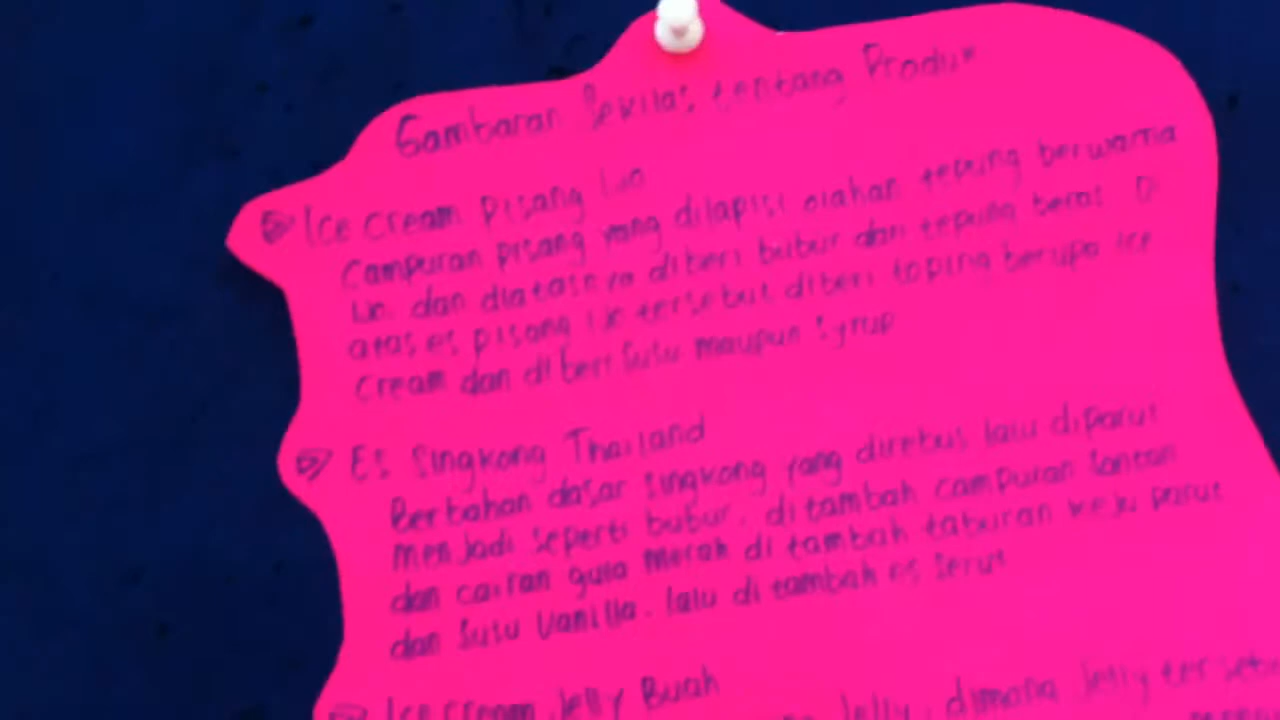 Gambaran Sekilas tentang Produk
Ice cream Pisang Ijo
Campuran pisang yang dilapisi olahan tepung berwarna
Ijo. dan diatasnya diberi bubur dari tepung beras. Di
atas es pisang ijo tersebut diberi toping berupa ice
cream dan diberi susu maupun syrup
Es Singkong Thailand
Berbahan dasar singkong yang direbus lalu diparut
menjadi seperti bubur. ditambah campuran santan
dan cairan gula merah di tambah taburan keju parut
dan susu vanilla. lalu di tambah es serut
Ice cream Jelly Buah
Jelly, dimana Jelly